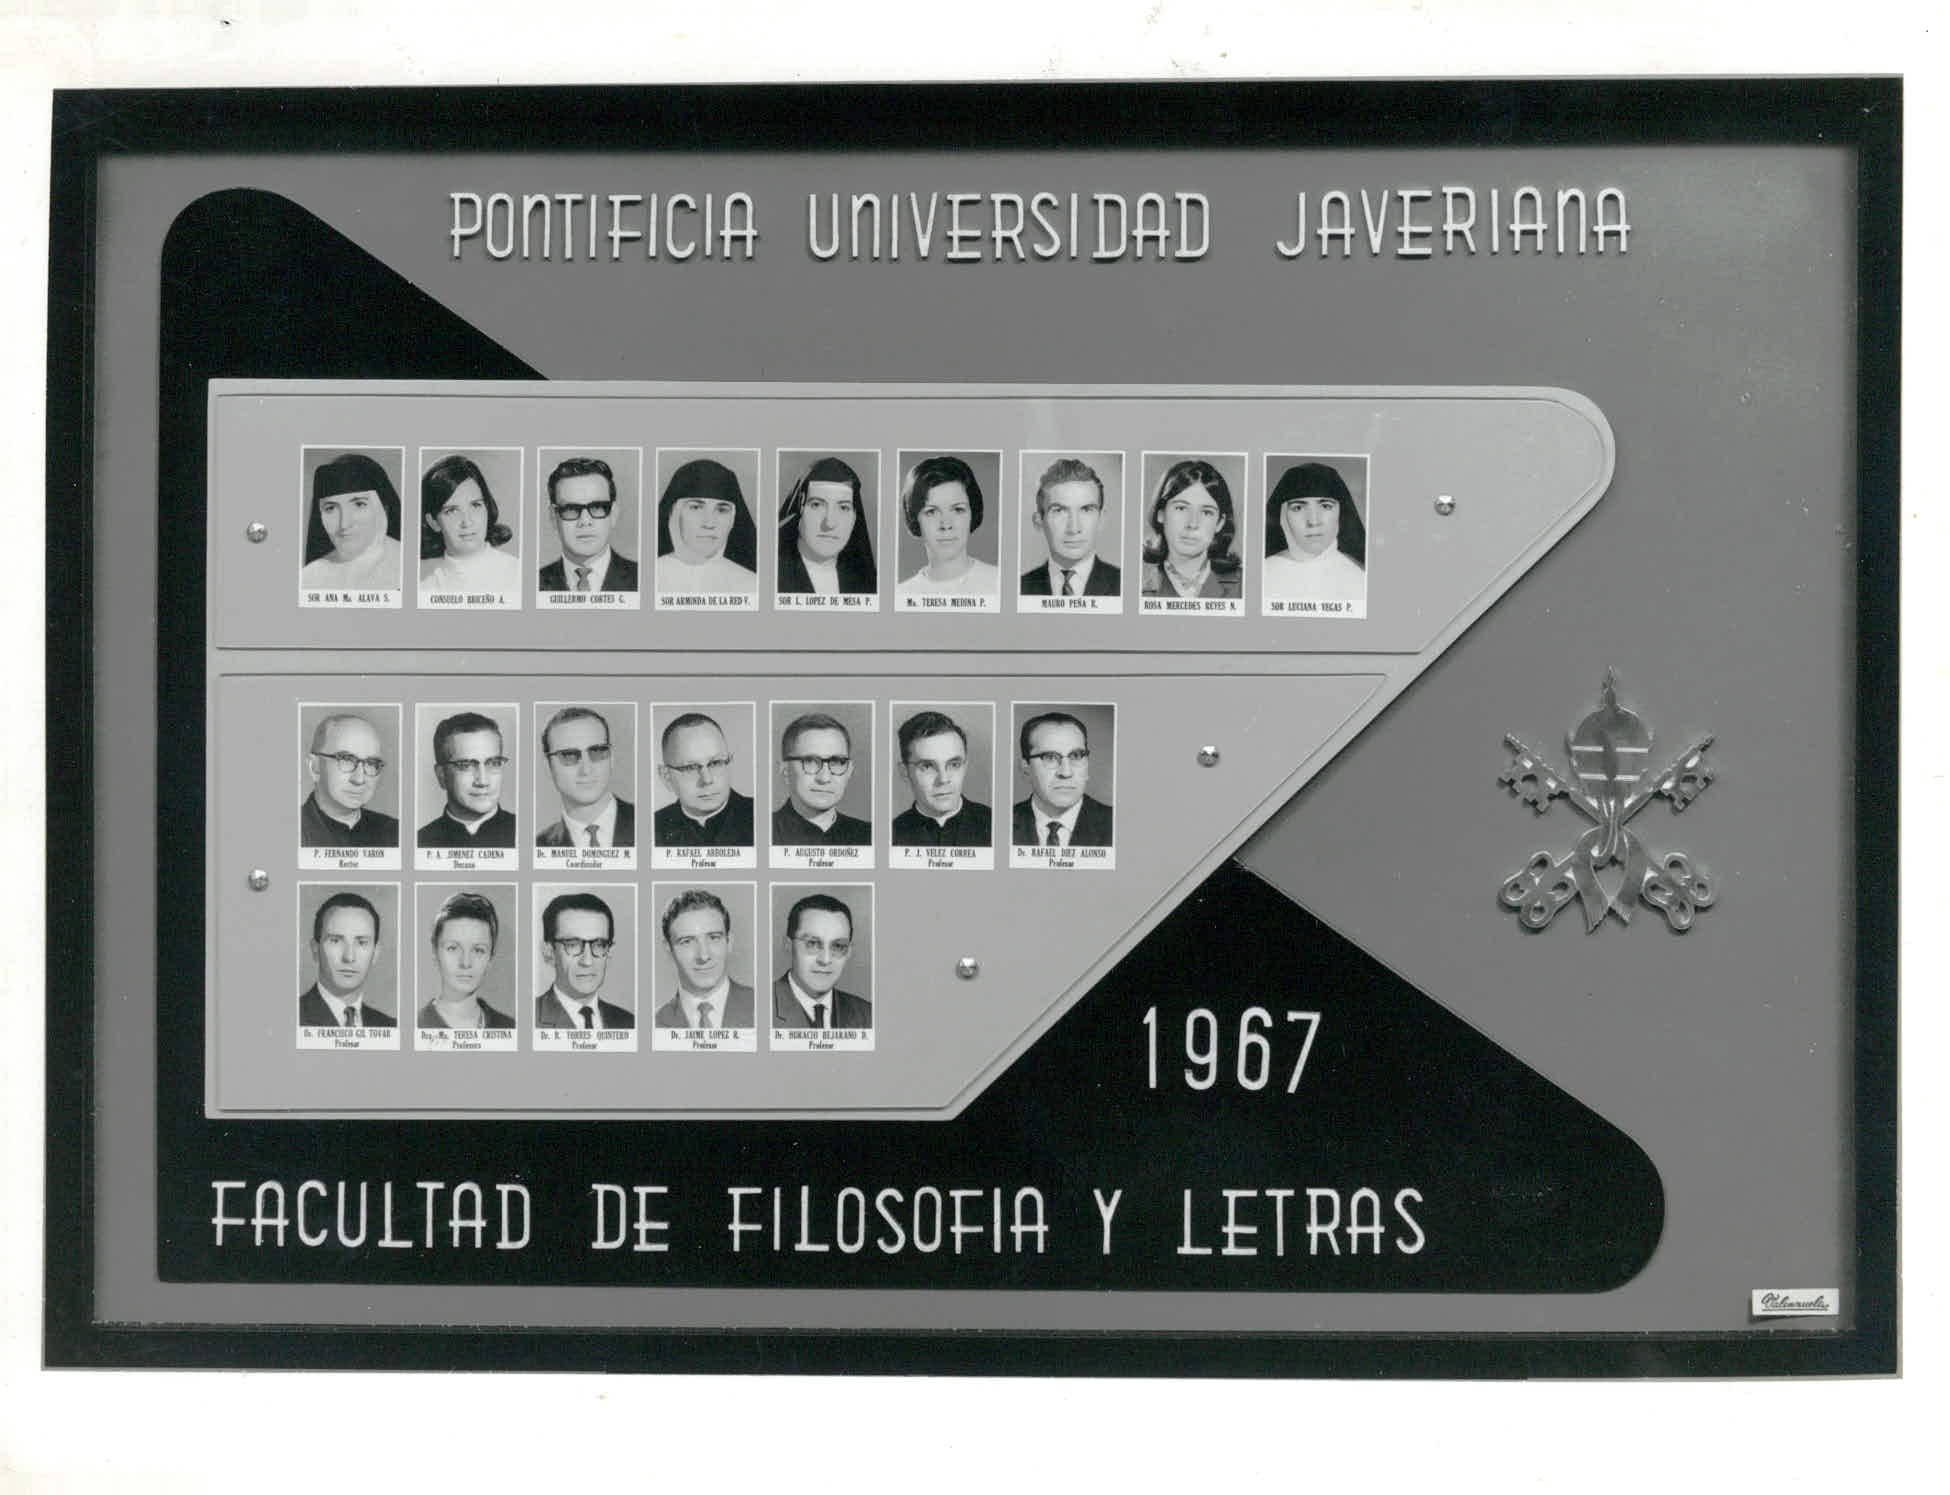 PONTIFICIA UNIVERSIDAD JAVERIANA
SOR ANA Ma. ALAVA S.
CONSUELO BRICEÑO A.
GUILLERMO CORTES G.
SOR ARMINDA DE LA RED V.
SOR L. LOPEZ DE MESA P.
Ma. TERESA MEDINA P.
MAURO PEÑA R.
ROSA MERCEDES REYES N.
SOR LUCIANA VEGAS P.
P. FERNANDO VARON
Rector
P. A. JIMENEZ CADENA
Decano
Dr. MANUEL DOMINGUEZ M.
Coordinador
P. RAFAEL ARBOLEDA
Profesor
P. AUGUSTO ORDOÑEZ
Profesor
P. J. VELEZ CORREA
Profesor
Dr. RAFAEL DIEZ ALONSO
Profesor
Dr. FRANCISCO GIL TOVAR
Profesor
Dra. Ma. TERESA CRISTINA
Profesora
Dr. R. TORRES QUINTERO
Profesor
Dr. JAIME LOPEZ R.
Profesor
Dr. HORACIO BEJARANO D.
Profesor
1967
FACULTAD DE FILOSOFIA Y LETRAS
Valenzuela